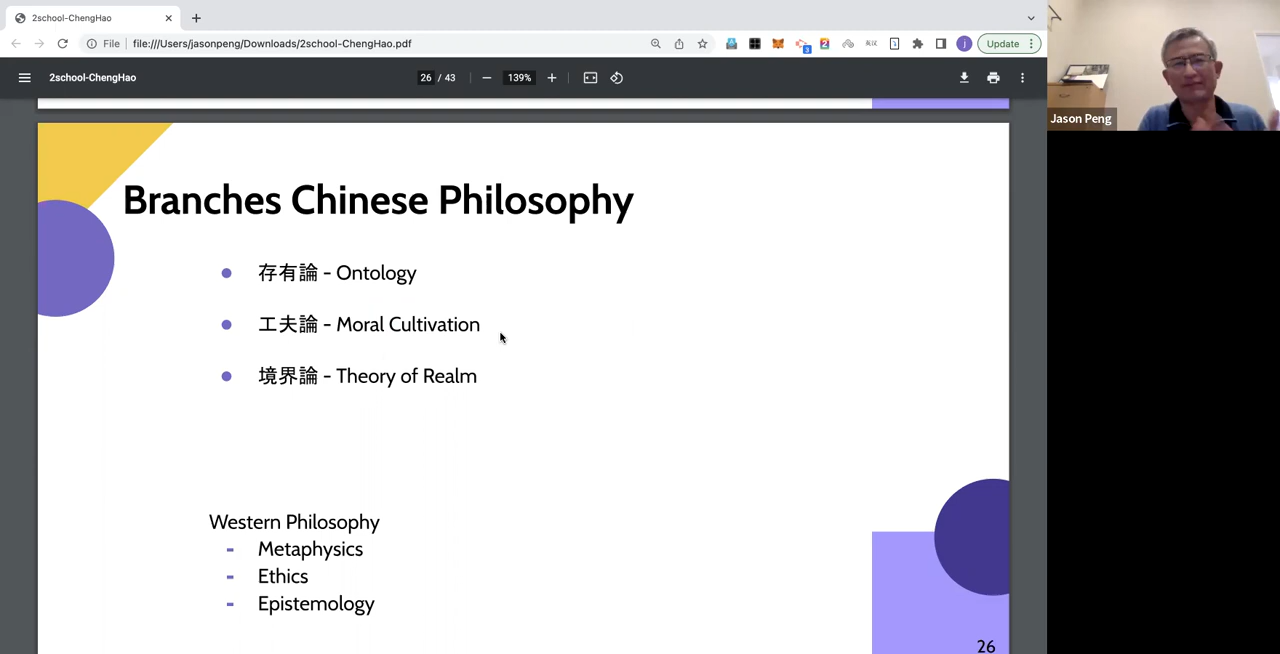 2school-ChengHao
File
file:///Users/jasonpeng/Downloads/2school-ChengHao.pdf
Update
2school-ChengHao
26 / 43
139%
Jason Peng
Branches Chinese Philosophy
存有論 - Ontology
工夫論 - Moral Cultivation
境界論 - Theory of Realm
Western Philosophy
- Metaphysics
- Ethics
- Epistemology
26